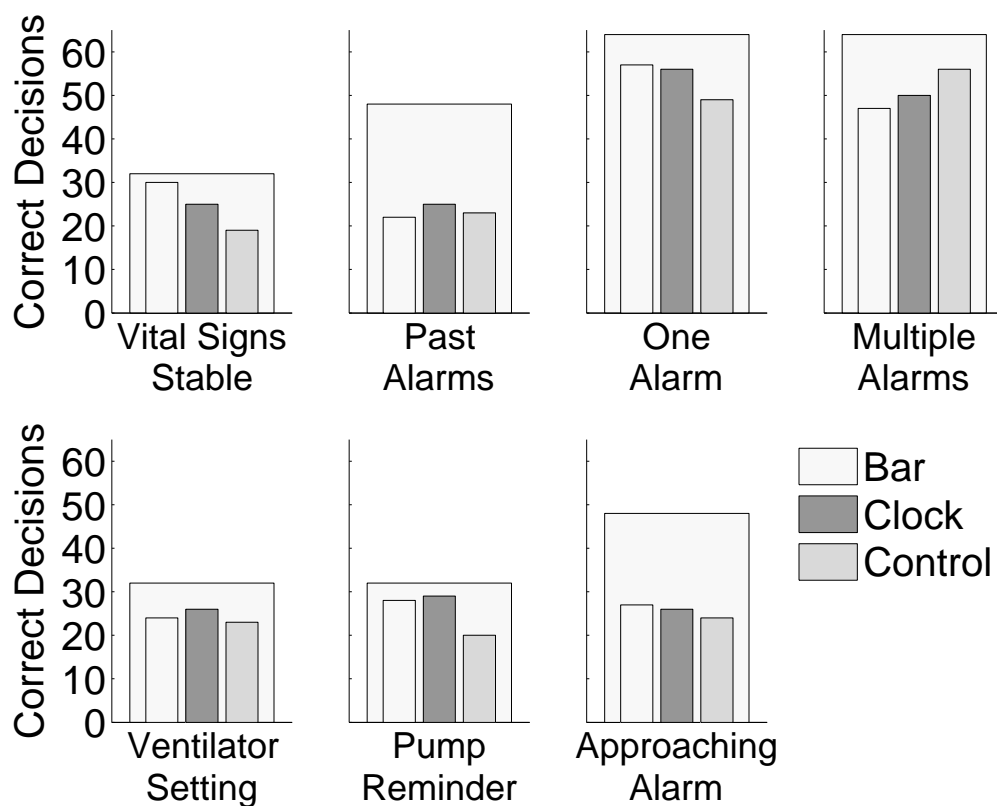 Correct Decisions
60
50
40
30
20
10
0
Vital Signs
Stable
Past
Alarms
One
Alarm
Multiple
Alarms
Correct Decisions
60
50
40
30
20
10
0
Ventilator
Setting
Pump
Reminder
Approaching
Alarm
Bar
Clock
Control